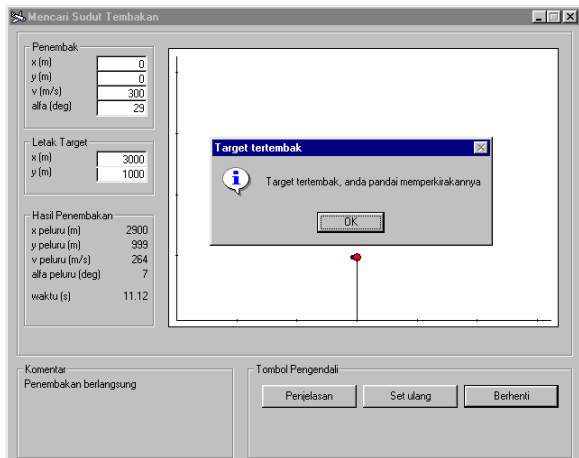 Mencari Sudut Tembakan
Penembak
x (m) 0
y (m) 0
v (m/s) 300
alfa (deg) 29
Letak Target
x (m) 3000
y (m) 1000
Hasil Penembakan
x peluru (m) 2900
y peluru (m) 999
v peluru (m/s) 264
alfa peluru (deg) 7
waktu (s) 11.12
Target tertembak
Target tertembak, anda pandai memperkirakannya
OK
Komentar
Penembakan berlangsung
Tombol Pengendali
Penjelasan Set ulang Berhenti